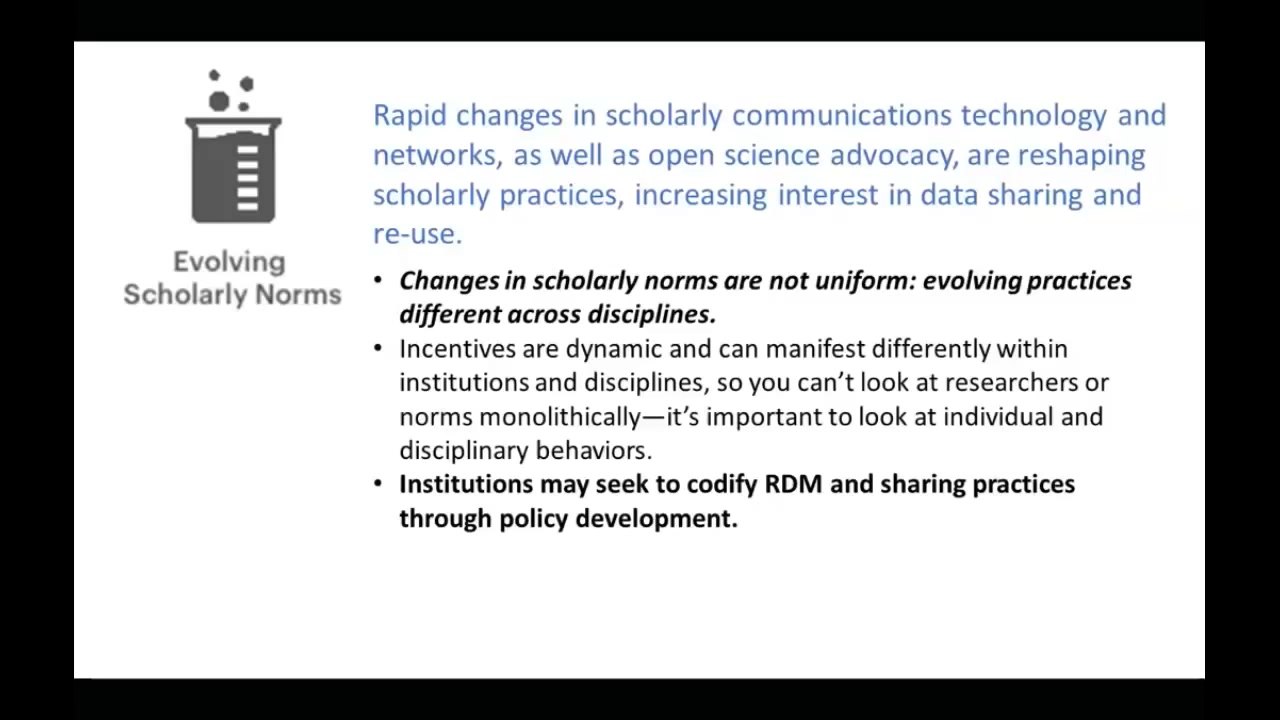 Evolving
Scholarly Norms
Rapid changes in scholarly communications technology and
networks, as well as open science advocacy, are reshaping
scholarly practices, increasing interest in data sharing and
re-use.
• Changes in scholarly norms are not uniform: evolving practices
different across disciplines.
• Incentives are dynamic and can manifest differently within
institutions and disciplines, so you can’t look at researchers or
norms monolithically—it’s important to look at individual and
disciplinary behaviors.
• Institutions may seek to codify RDM and sharing practices
through policy development.